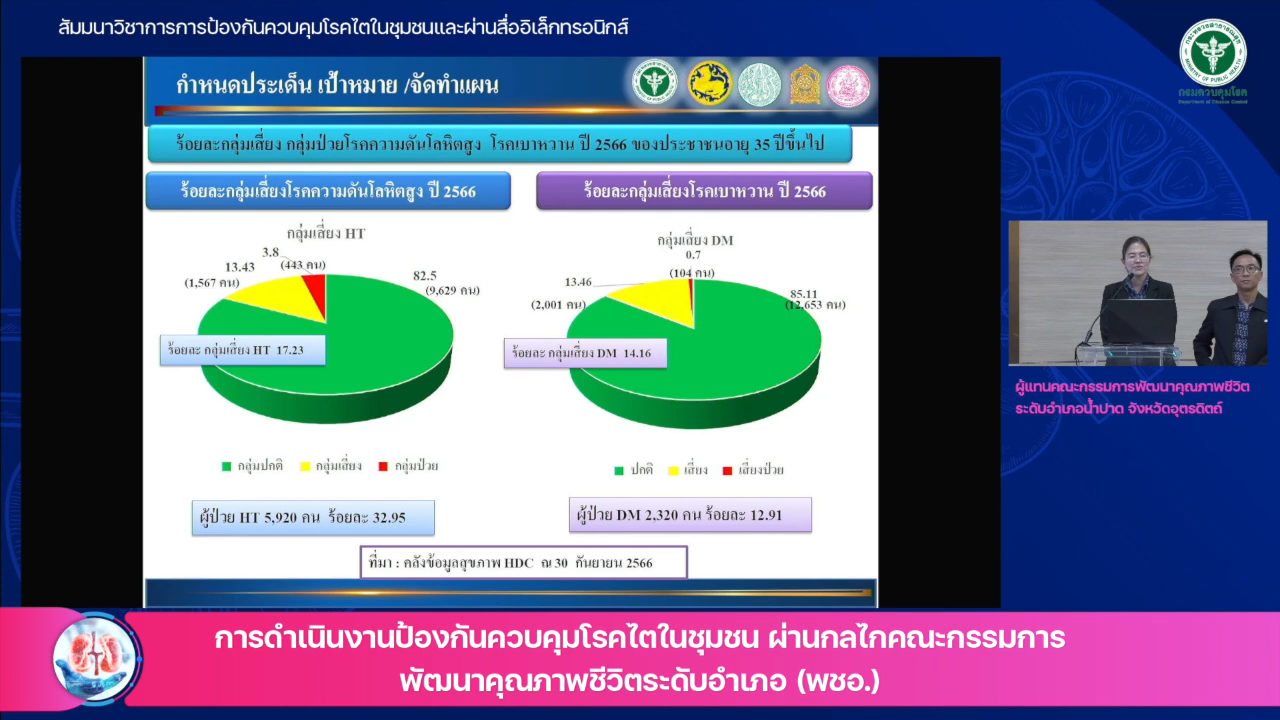 สัมมนาวิชาการการป้องกันควบคุมโรคไตในชุมชนและผ่านสื่ออิเล็กทรอนิกส์
กระทรวงสาธารณสุข
MINISTRY OF PUBLIC HEALTH
กรมควบคุมโรค
Department of Disease Control
กำหนดประเด็น เป้าหมาย /จัดทำแผน
ร้อยละกลุ่มเสี่ยง กลุ่มป่วยโรคความดันโลหิตสูง โรคเบาหวาน ปี 2566 ของประชาชนอายุ 35 ปีขึ้นไป
ร้อยละกลุ่มเสี่ยงโรคความดันโลหิตสูง ปี 2566
กลุ่มเสี่ยง HT
3.8
(443 คน)
13.43
(1,567 คน)
82.5
(9,629 คน)
ร้อยละ กลุ่มเสี่ยง HT 17.23
กลุ่มปกติ กลุ่มเสี่ยง กลุ่มป่วย
ผู้ป่วย HT 5,920 คน ร้อยละ 32.95
ร้อยละกลุ่มเสี่ยงโรคเบาหวาน ปี 2566
กลุ่มเสี่ยง DM
0.7
(104 คน)
13.46
(2,001 คน)
85.11
(12,653 คน)
ร้อยละ กลุ่มเสี่ยง DM 14.16
ปกติ เสี่ยง เสี่ยงป่วย
ผู้ป่วย DM 2,320 คน ร้อยละ 12.91
ที่มา : คลังข้อมูลสุขภาพ HDC ณ 30 กันยายน 2566
ผู้แทนคณะกรรมการพัฒนาคุณภาพชีวิต
ระดับอำเภอน้ำปาด จังหวัดอุตรดิตถ์
การดำเนินงานป้องกันควบคุมโรคไตในชุมชน ผ่านกลไกคณะกรรมการ
พัฒนาคุณภาพชีวิตระดับอำเภอ (พชอ.)